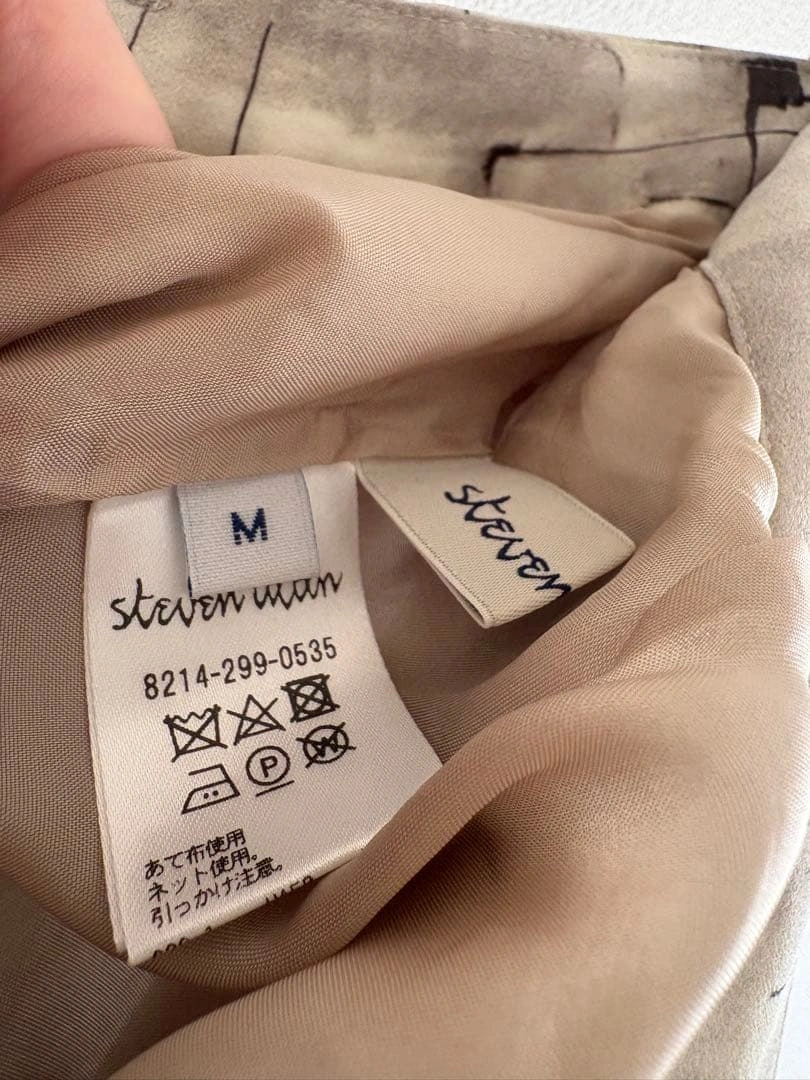 M
steven
steven alan
8214-299-0535
P
W
あて布使用
ネット使用。
引っかけ注意。